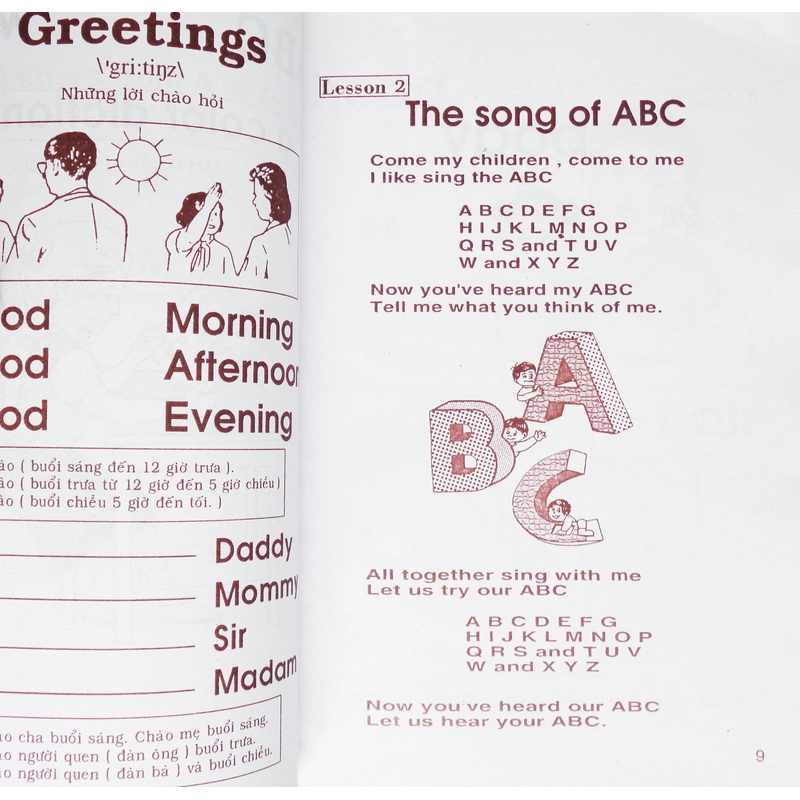 Greetings
\'gri:tiŋz\
Những lời chào hỏi
od Morning
od Afternoon
od Evening
ào ( buổi sáng đến 12 giờ trưa ).
ào ( buổi trưa từ 12 giờ đến 5 giờ chiều )
ào ( buổi chiều 5 giờ đến tối. )
Daddy
Mommy
Sir
Madam
ào cha buổi sáng. Chào mẹ buổi sáng.
ào người quen ( đàn ông ) buổi trưa.
ào người quen ( đàn bà ) và buổi chiều.
Lesson 2
The song of ABC
Come my children , come to me
I like sing the ABC
A B C D E F G
H I J K L M N O P
Q R S and T U V
W and X Y Z
Now you've heard my ABC
Tell me what you think of me.
A
B
C
All together sing with me
Let us try our ABC
A B C D E F G
H I J K L M N O P
Q R S and T U V
W and X Y Z
Now you've heard our ABC
Let us hear your ABC.
9